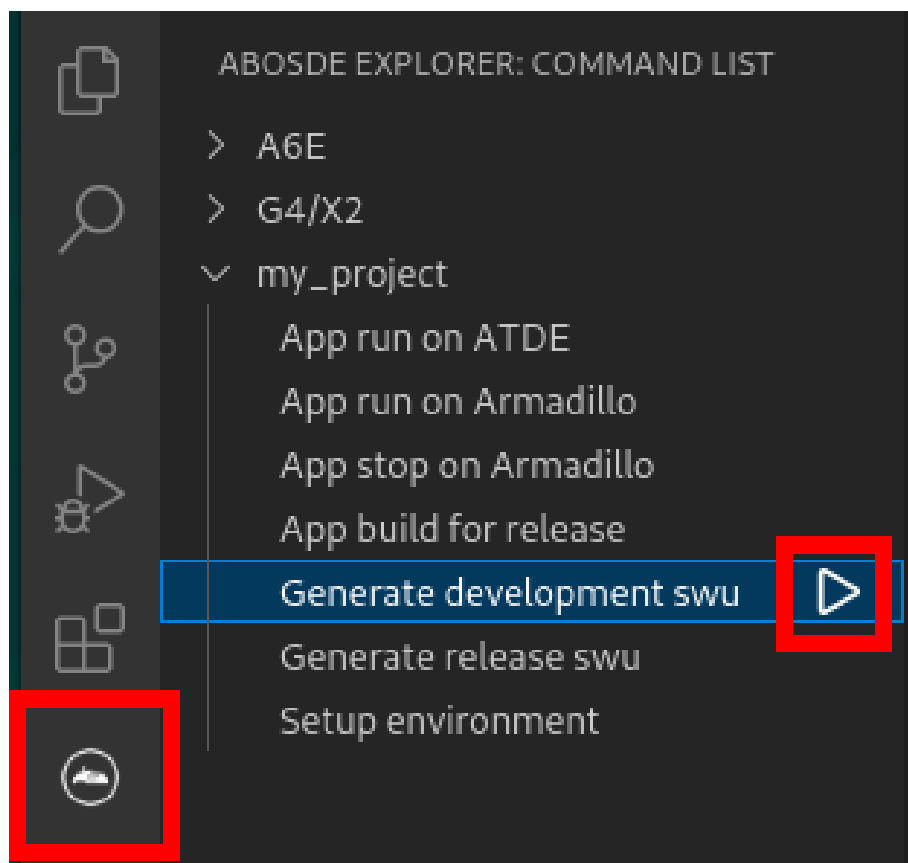 ABOSDE EXPLORER: COMMAND LIST
A6E
G4/X2
my_project
App run on ATDE
App run on Armadillo
App stop on Armadillo
App build for release
Generate development swu
Generate release swu
Setup environment